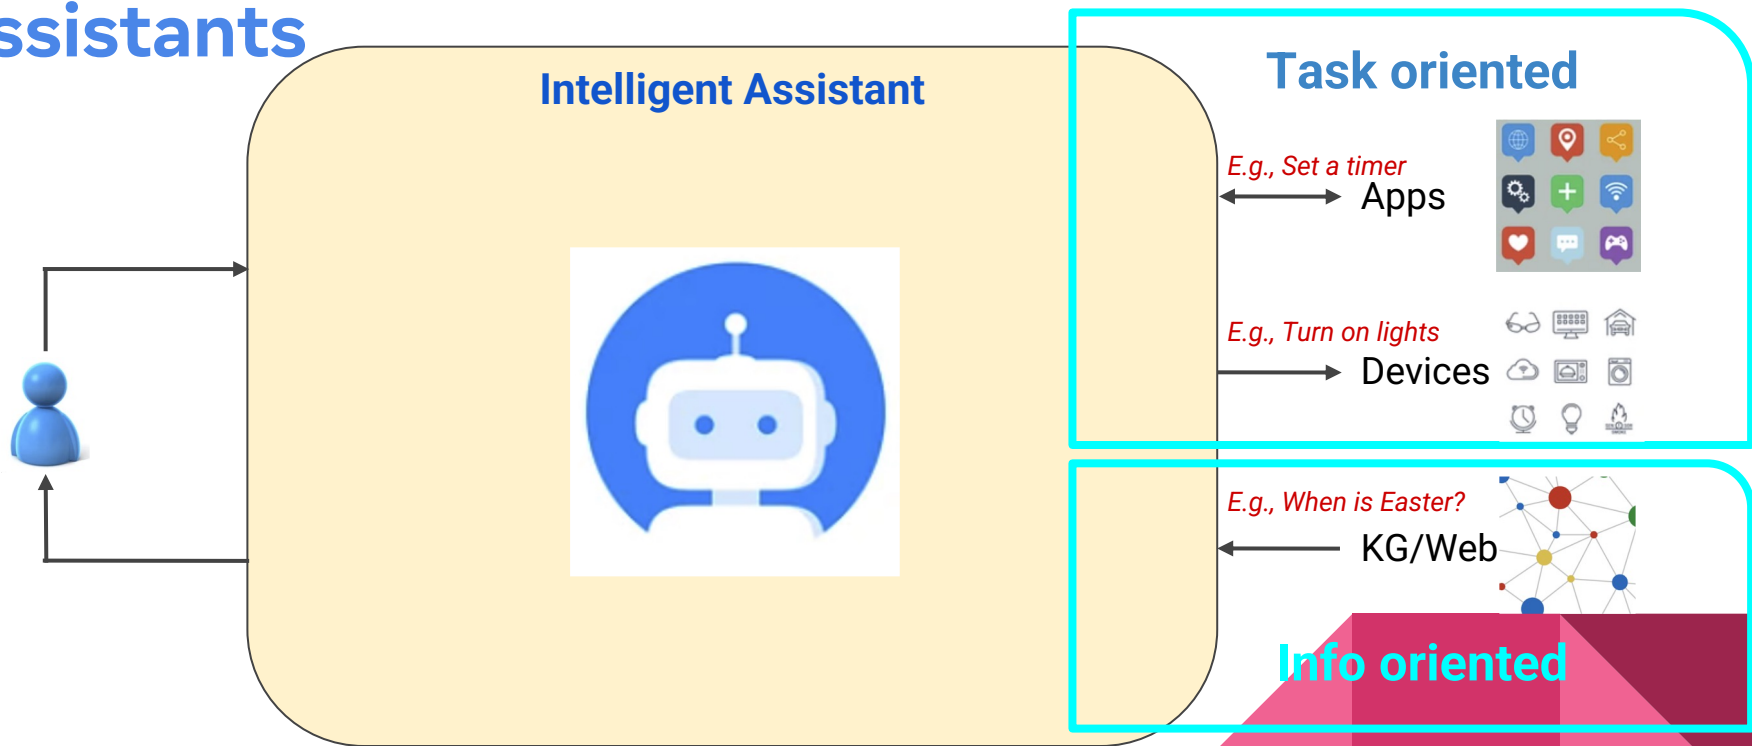 ssistants
Intelligent Assistant
Task oriented
E.g., Set a timer
Apps
E.g., Turn on lights
Devices
E.g., When is Easter?
KG/Web
Info oriented